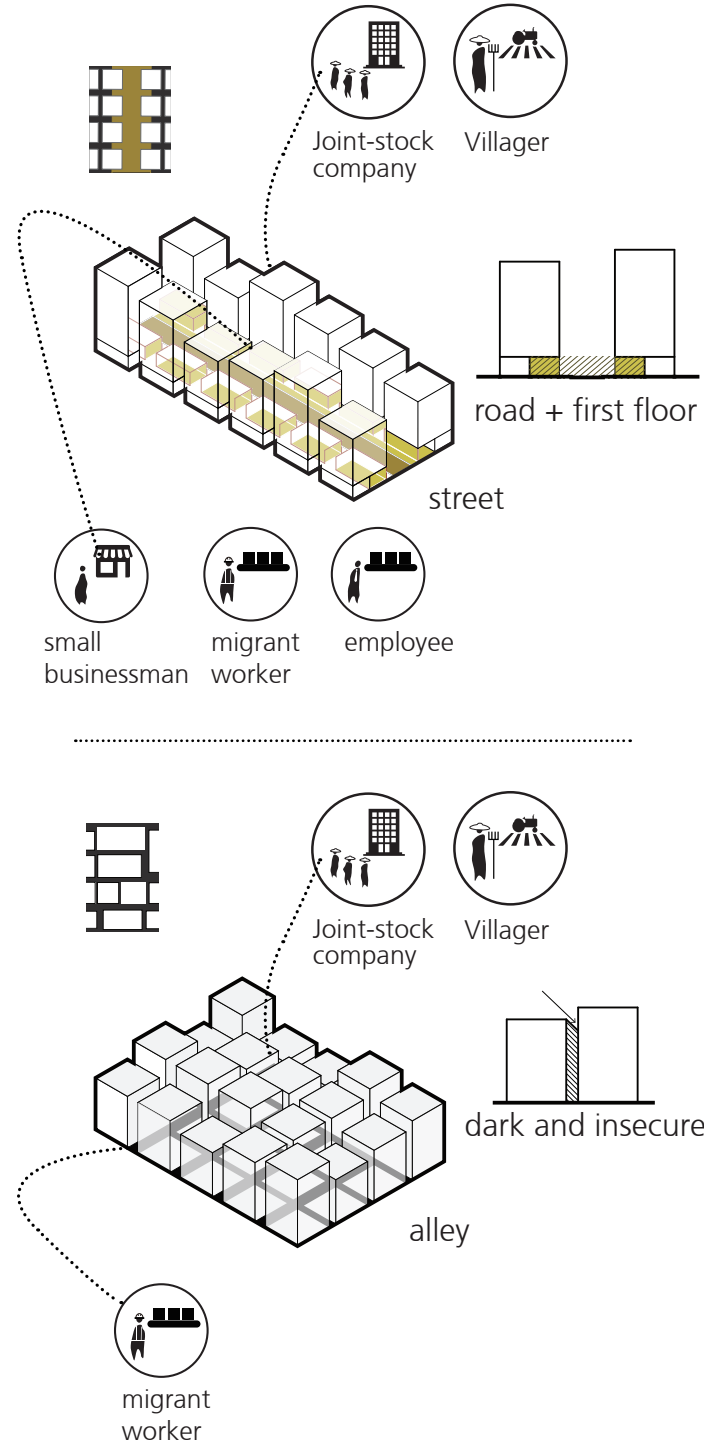 Joint-stock
company
Villager
road + first floor
street
small
businessman
migrant
worker
employee
Joint-stock
company
Villager
dark and insecure
alley
migrant
worker